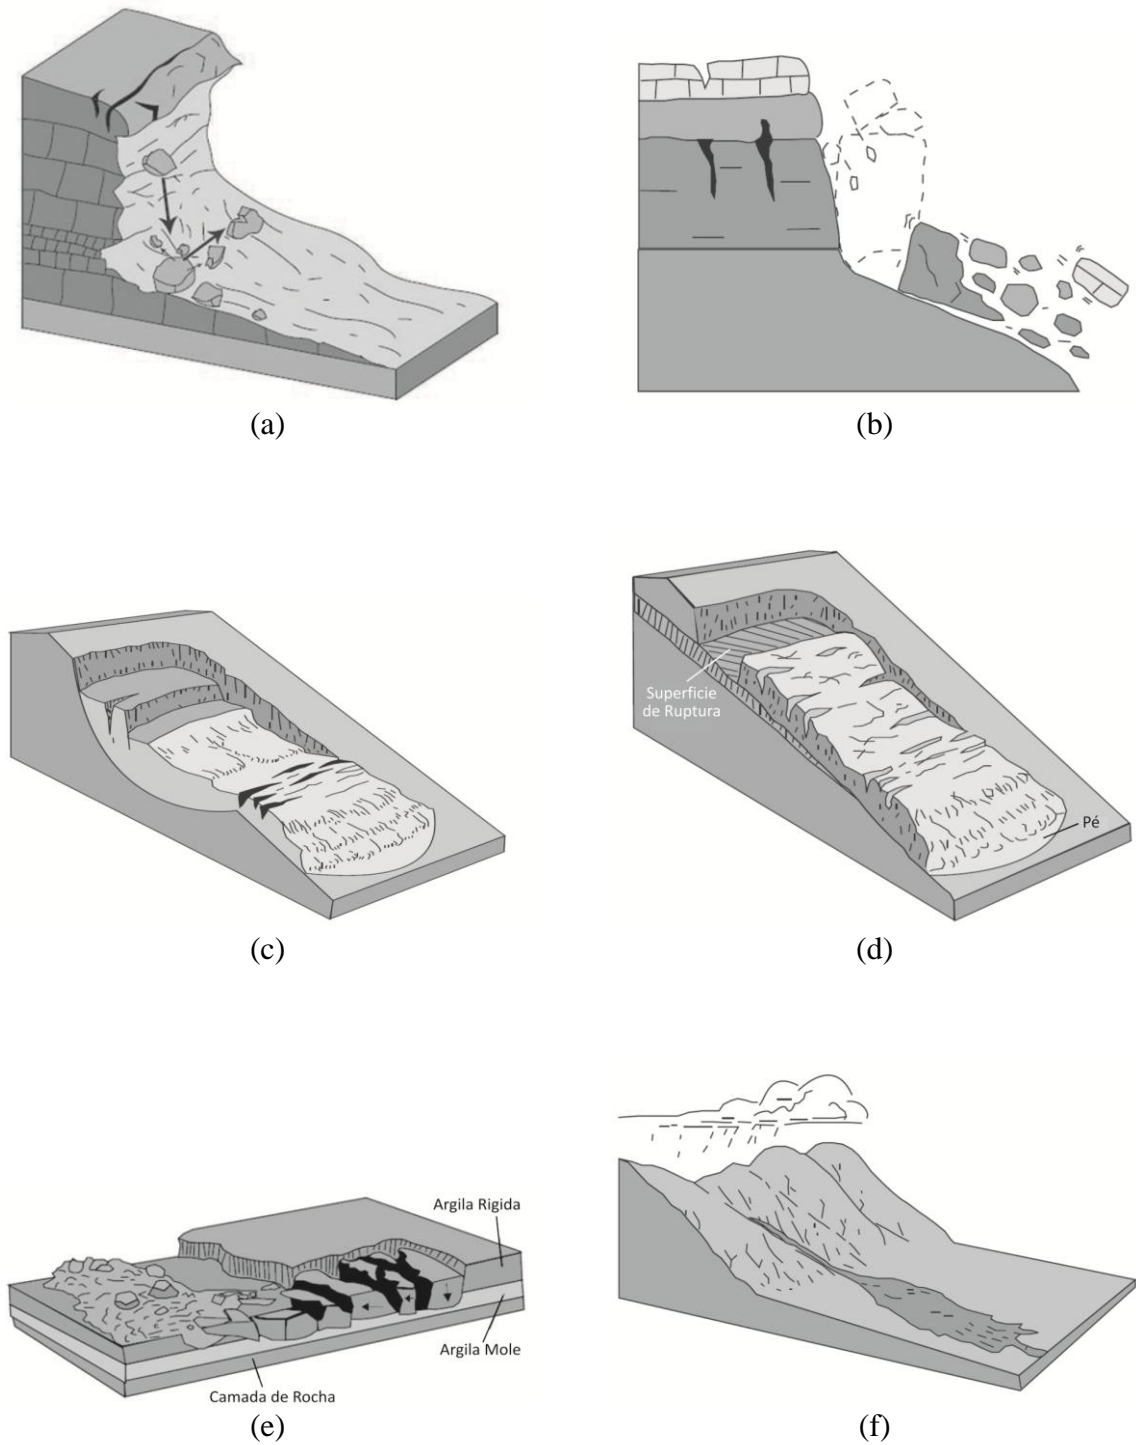 (a)
(b)
Superficie
de Ruptura
Pé
(c)
(d)
Argila Rigida
Argila Mole
Camada de Rocha
(e)
(f)